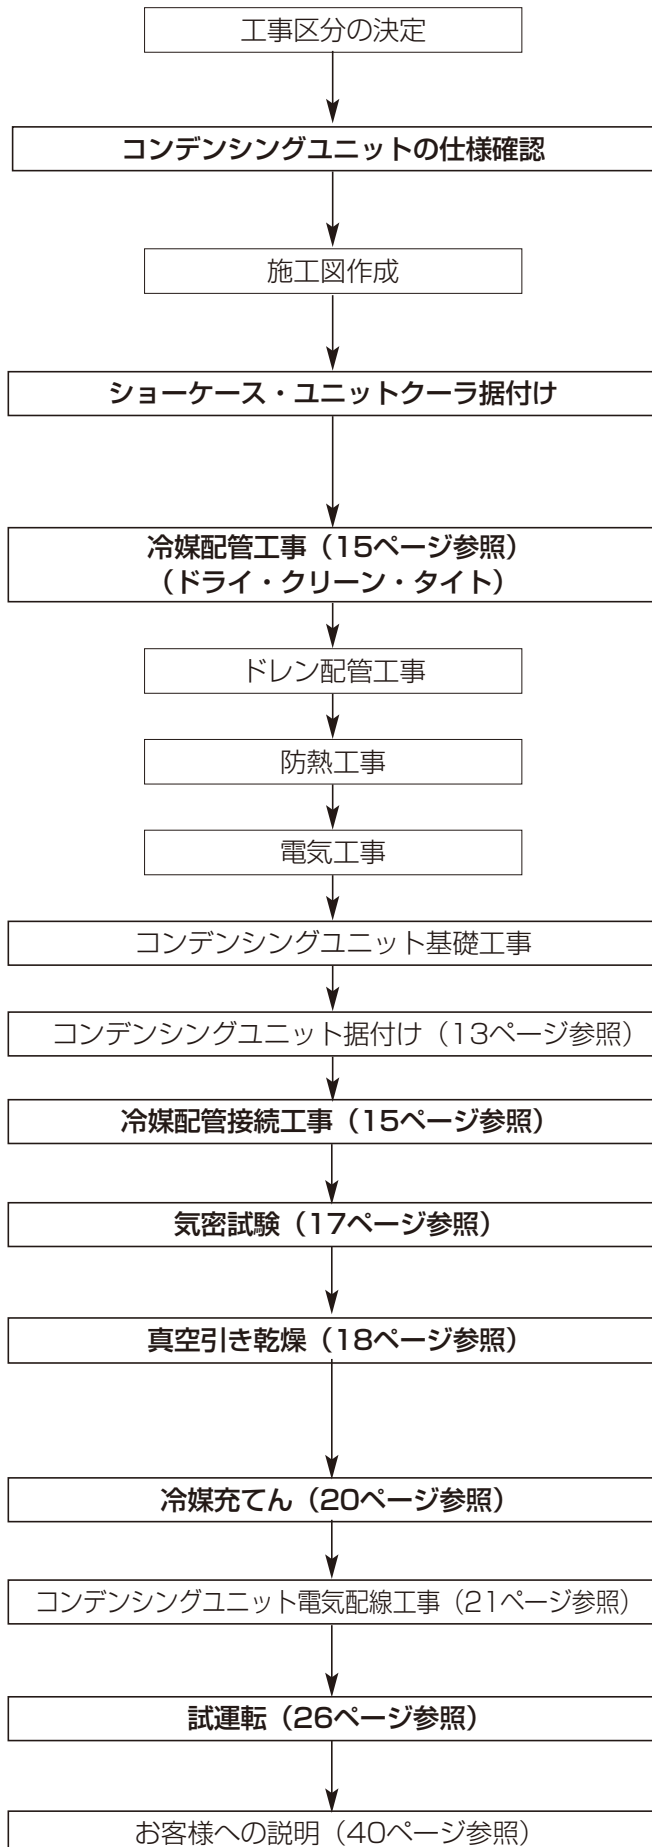 工事区分の決定
コンデンシングユニットの仕様確認
施工図作成
ショーケース・ユニットクーラ据付け
冷媒配管工事（15ページ参照）
（ドライ・クリーン・タイト）
ドレン配管工事
防熱工事
電気工事
コンデンシングユニット基礎工事
コンデンシングユニット据付け（13ページ参照）
冷媒配管接続工事（15ページ参照）
気密試験（17ページ参照）
真空引き乾燥（18ページ参照）
冷媒充てん（20ページ参照）
コンデンシングユニット電気配線工事（21ページ参照）
試運転（26ページ参照）
お客様への説明（40ページ参照）